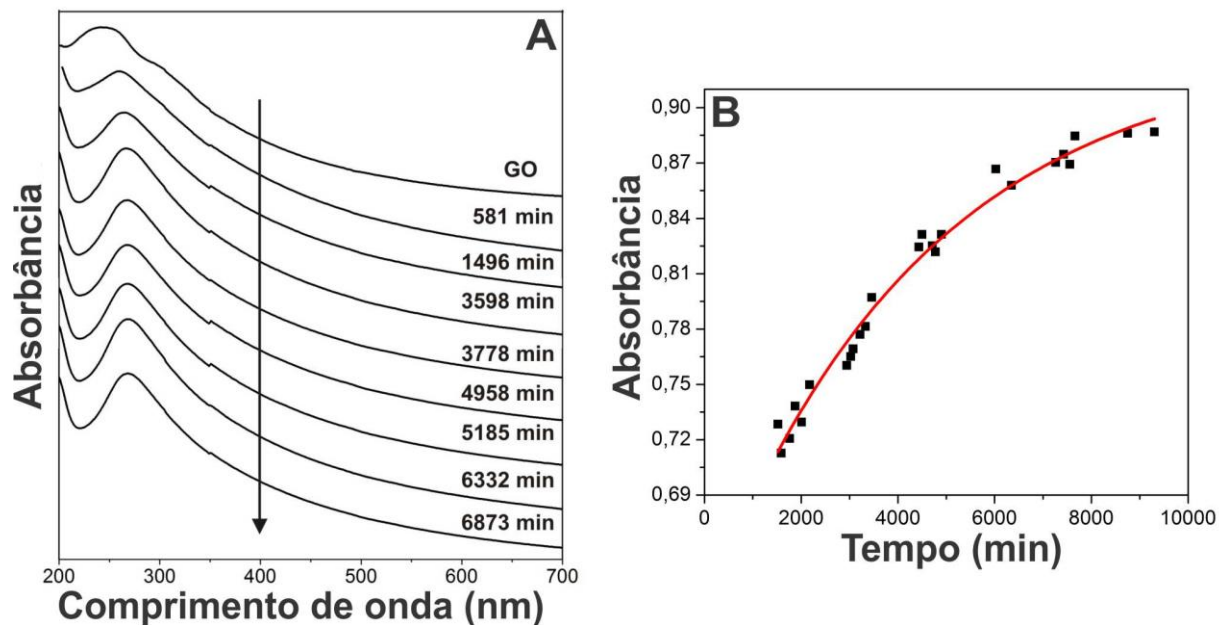 A
Absorbância
GO
581 min
1496 min
3598 min
3778 min
4958 min
5185 min
6332 min
6873 min
200 300 400 500 600 700
Comprimento de onda (nm)
B
Absorbância
0,90
0,87
0,84
0,81
0,78
0,75
0,72
0,69
0 2000 4000 6000 8000 10000
Tempo (min)